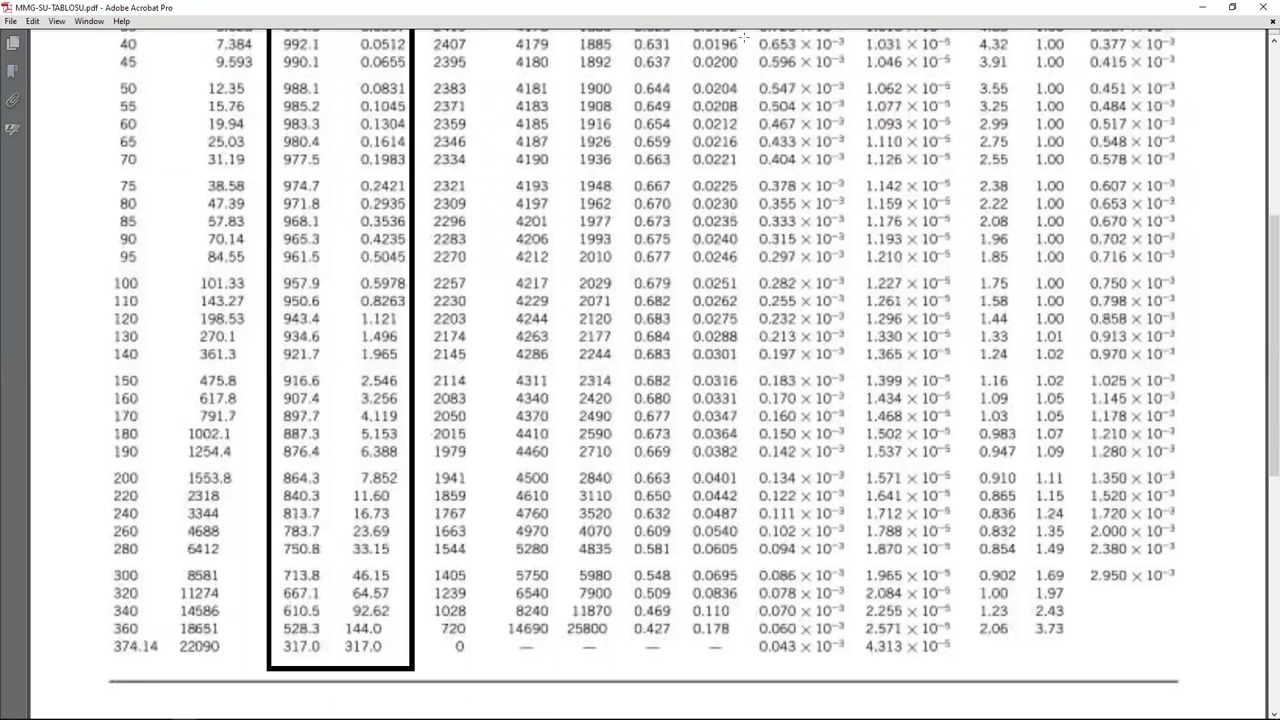 MMG-SU-TABLOSU.pdf - Adobe Acrobat Pro
File Edit View Window Help
40 7.384 992.1 0.0512 2407 4179 1885 0.631 0.0196 0.653 × 10⁻³ 1.031 × 10⁻⁵ 4.32 1.00 0.377 × 10⁻³
45 9.593 990.1 0.0655 2395 4180 1892 0.637 0.0200 0.596 × 10⁻³ 1.046 × 10⁻⁵ 3.91 1.00 0.415 × 10⁻³
50 12.35 988.1 0.0831 2383 4181 1900 0.644 0.0204 0.547 × 10⁻³ 1.062 × 10⁻⁵ 3.55 1.00 0.451 × 10⁻³
55 15.76 985.2 0.1045 2371 4183 1908 0.649 0.0208 0.504 × 10⁻³ 1.077 × 10⁻⁵ 3.25 1.00 0.484 × 10⁻³
60 19.94 983.3 0.1304 2359 4185 1916 0.654 0.0212 0.467 × 10⁻³ 1.093 × 10⁻⁵ 2.99 1.00 0.517 × 10⁻³
65 25.03 980.4 0.1614 2346 4187 1926 0.659 0.0216 0.433 × 10⁻³ 1.110 × 10⁻⁵ 2.75 1.00 0.548 × 10⁻³
70 31.19 977.5 0.1983 2334 4190 1936 0.663 0.0221 0.404 × 10⁻³ 1.126 × 10⁻⁵ 2.55 1.00 0.578 × 10⁻³
75 38.58 974.7 0.2421 2321 4193 1948 0.667 0.0225 0.378 × 10⁻³ 1.142 × 10⁻⁵ 2.38 1.00 0.607 × 10⁻³
80 47.39 971.8 0.2935 2309 4197 1962 0.670 0.0230 0.355 × 10⁻³ 1.159 × 10⁻⁵ 2.22 1.00 0.653 × 10⁻³
85 57.83 968.1 0.3536 2296 4201 1977 0.673 0.0235 0.333 × 10⁻³ 1.176 × 10⁻⁵ 2.08 1.00 0.670 × 10⁻³
90 70.14 965.3 0.4235 2283 4206 1993 0.675 0.0240 0.315 × 10⁻³ 1.193 × 10⁻⁵ 1.96 1.00 0.702 × 10⁻³
95 84.55 961.5 0.5045 2270 4212 2010 0.677 0.0246 0.297 × 10⁻³ 1.210 × 10⁻⁵ 1.85 1.00 0.716 × 10⁻³
100 101.33 957.9 0.5978 2257 4217 2029 0.679 0.0251 0.282 × 10⁻³ 1.227 × 10⁻⁵ 1.75 1.00 0.750 × 10⁻³
110 143.27 950.6 0.8263 2230 4229 2071 0.682 0.0262 0.255 × 10⁻³ 1.261 × 10⁻⁵ 1.58 1.00 0.798 × 10⁻³
120 198.53 943.4 1.121 2203 4244 2120 0.683 0.0275 0.232 × 10⁻³ 1.296 × 10⁻⁵ 1.44 1.00 0.858 × 10⁻³
130 270.1 934.6 1.496 2174 4263 2177 0.684 0.0288 0.213 × 10⁻³ 1.330 × 10⁻⁵ 1.33 1.01 0.913 × 10⁻³
140 361.3 921.7 1.965 2145 4286 2244 0.683 0.0301 0.197 × 10⁻³ 1.365 × 10⁻⁵ 1.24 1.02 0.970 × 10⁻³
150 475.8 916.6 2.546 2114 4311 2314 0.682 0.0316 0.183 × 10⁻³ 1.399 × 10⁻⁵ 1.16 1.02 1.025 × 10⁻³
160 617.8 907.4 3.256 2083 4340 2420 0.680 0.0331 0.170 × 10⁻³ 1.434 × 10⁻⁵ 1.09 1.05 1.145 × 10⁻³
170 791.7 897.7 4.119 2050 4370 2490 0.677 0.0347 0.160 × 10⁻³ 1.468 × 10⁻⁵ 1.03 1.05 1.178 × 10⁻³
180 1002.1 887.3 5.153 2015 4410 2590 0.673 0.0364 0.150 × 10⁻³ 1.502 × 10⁻⁵ 0.983 1.07 1.210 × 10⁻³
190 1254.4 876.4 6.388 1979 4460 2710 0.669 0.0382 0.142 × 10⁻³ 1.537 × 10⁻⁵ 0.947 1.09 1.280 × 10⁻³
200 1553.8 864.3 7.852 1941 4500 2840 0.663 0.0401 0.134 × 10⁻³ 1.571 × 10⁻⁵ 0.910 1.11 1.350 × 10⁻³
220 2318 840.3 11.60 1859 4610 3110 0.650 0.0442 0.122 × 10⁻³ 1.641 × 10⁻⁵ 0.865 1.15 1.520 × 10⁻³
240 3344 813.7 16.73 1767 4760 3520 0.632 0.0487 0.111 × 10⁻³ 1.712 × 10⁻⁵ 0.836 1.24 1.720 × 10⁻³
260 4688 783.7 23.69 1663 4970 4070 0.609 0.0540 0.102 × 10⁻³ 1.788 × 10⁻⁵ 0.832 1.35 2.000 × 10⁻³
280 6412 750.8 33.15 1544 5280 4835 0.581 0.0605 0.094 × 10⁻³ 1.870 × 10⁻⁵ 0.854 1.49 2.380 × 10⁻³
300 8581 713.8 46.15 1405 5750 5980 0.548 0.0695 0.086 × 10⁻³ 1.965 × 10⁻⁵ 0.902 1.69 2.950 × 10⁻³
320 11274 667.1 64.57 1239 6540 7900 0.509 0.0836 0.078 × 10⁻³ 2.084 × 10⁻⁵ 1.00 1.97
340 14586 610.5 92.62 1028 8240 11870 0.469 0.110 0.070 × 10⁻³ 2.255 × 10⁻⁵ 1.23 2.43
360 18651 528.3 144.0 720 14690 25800 0.427 0.178 0.060 × 10⁻³ 2.571 × 10⁻⁵ 2.06 3.73
374.14 22090 317.0 317.0 0 — — — — 0.043 × 10⁻³ 4.313 × 10⁻⁵